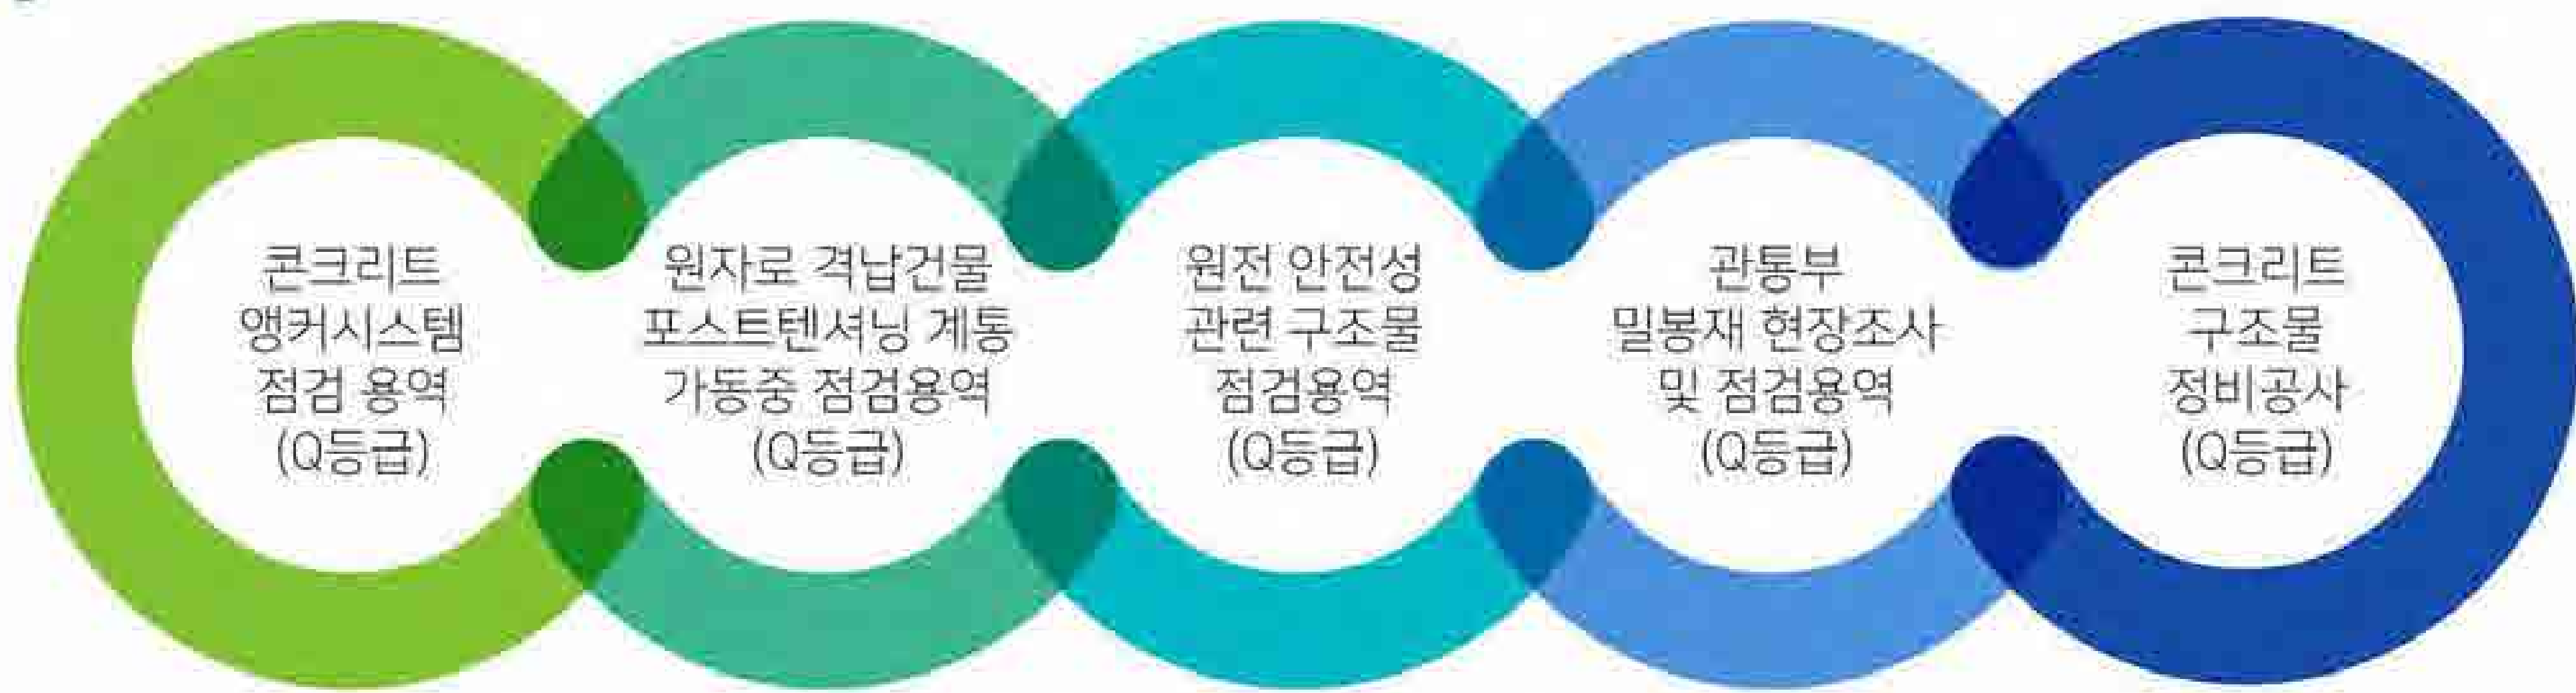 콘크리트
앵커시스템
점검 용역
(Q등급)
원자로 격납건물
포스트텐셔닝 계통
가동중 점검용역
(Q등급)
원전 안전성
관련 구조물
점검용역
(Q등급)
관통부
밀봉재 현장조사
및 점검용역
(Q등급)
콘크리트
구조물
정비공사
(Q등급)